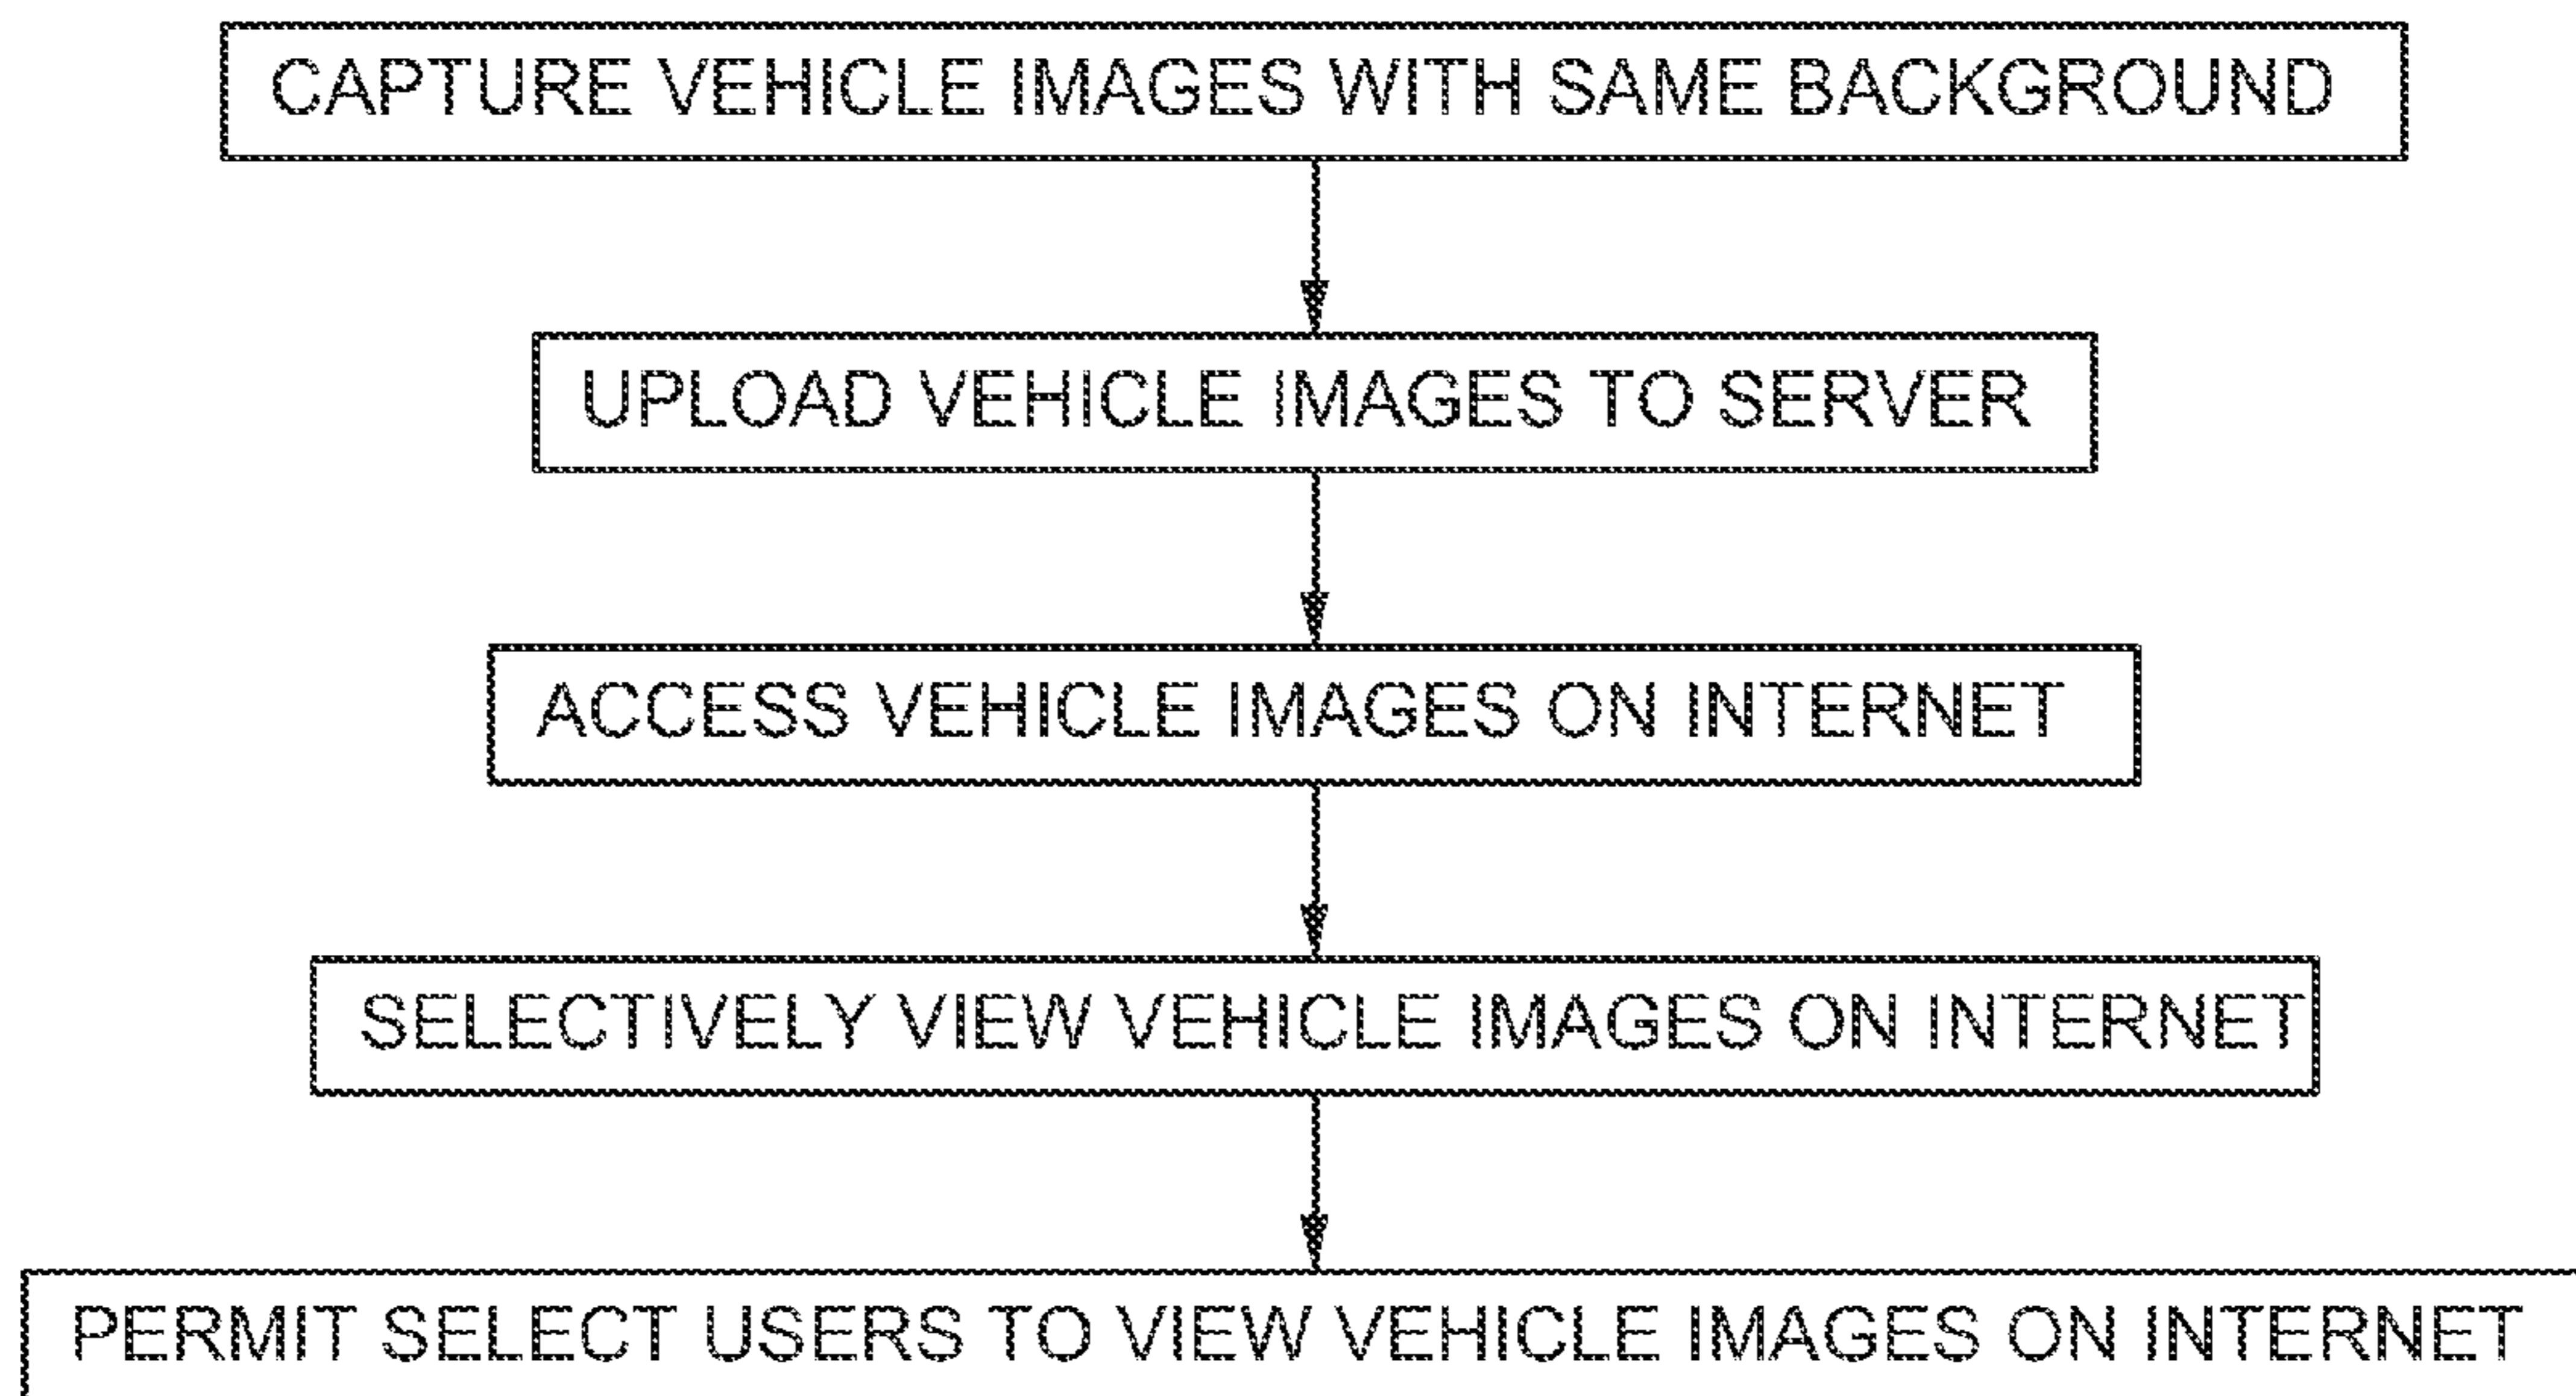 CAPTURE VEHICLE IMAGES WITH SAME BACKGROUND
UPLOAD VEHICLE IMAGES TO SERVER
ACCESS VEHICLE IMAGES ON INTERNET
SELECTIVELY VIEW VEHICLE IMAGES ON INTERNET
PERMIT SELECT USERS TO VIEW VEHICLE IMAGES ON INTERNET